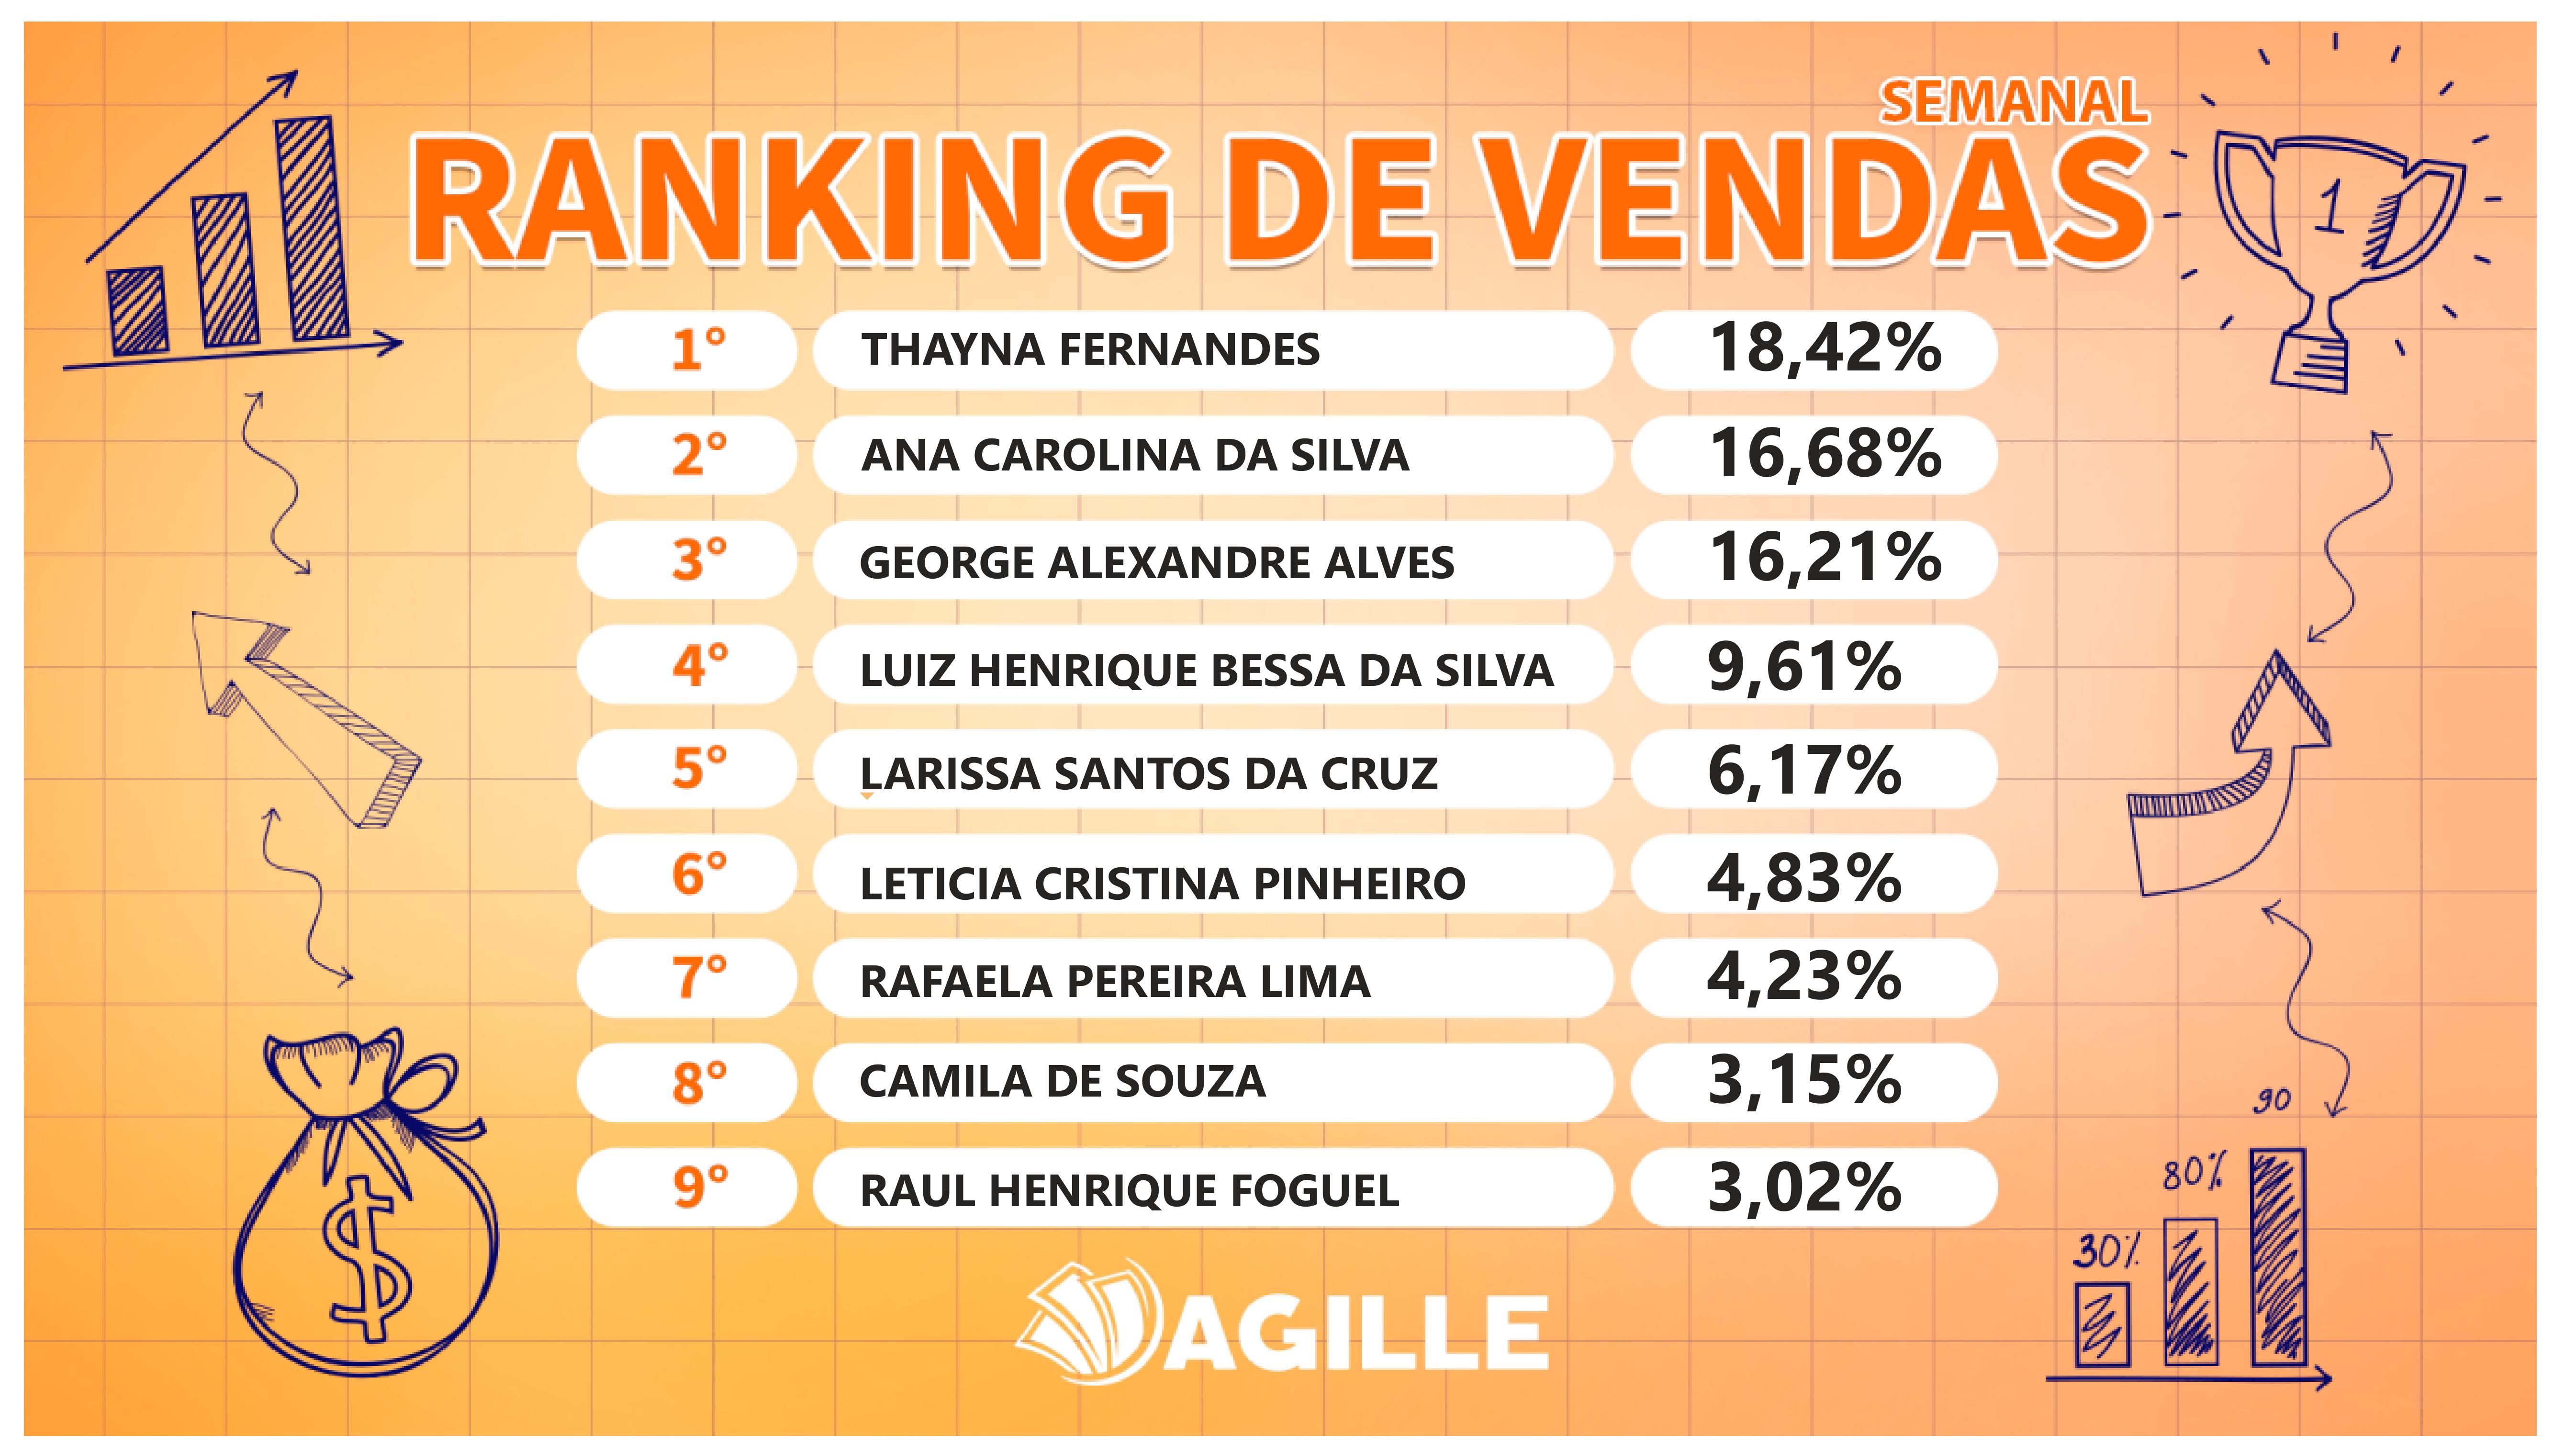 SEMANAL
RANKING DE VENDAS
1
1° THAYNA FERNANDES 18,42%
2° ANA CAROLINA DA SILVA 16,68%
3° GEORGE ALEXANDRE ALVES 16,21%
4° LUIZ HENRIQUE BESSA DA SILVA 9,61%
5° LARISSA SANTOS DA CRUZ 6,17%
6° LETICIA CRISTINA PINHEIRO 4,83%
7° RAFAELA PEREIRA LIMA 4,23%
8° CAMILA DE SOUZA 3,15%
9° RAUL HENRIQUE FOGUEL 3,02%
$
90
80%
30%
AGILLE